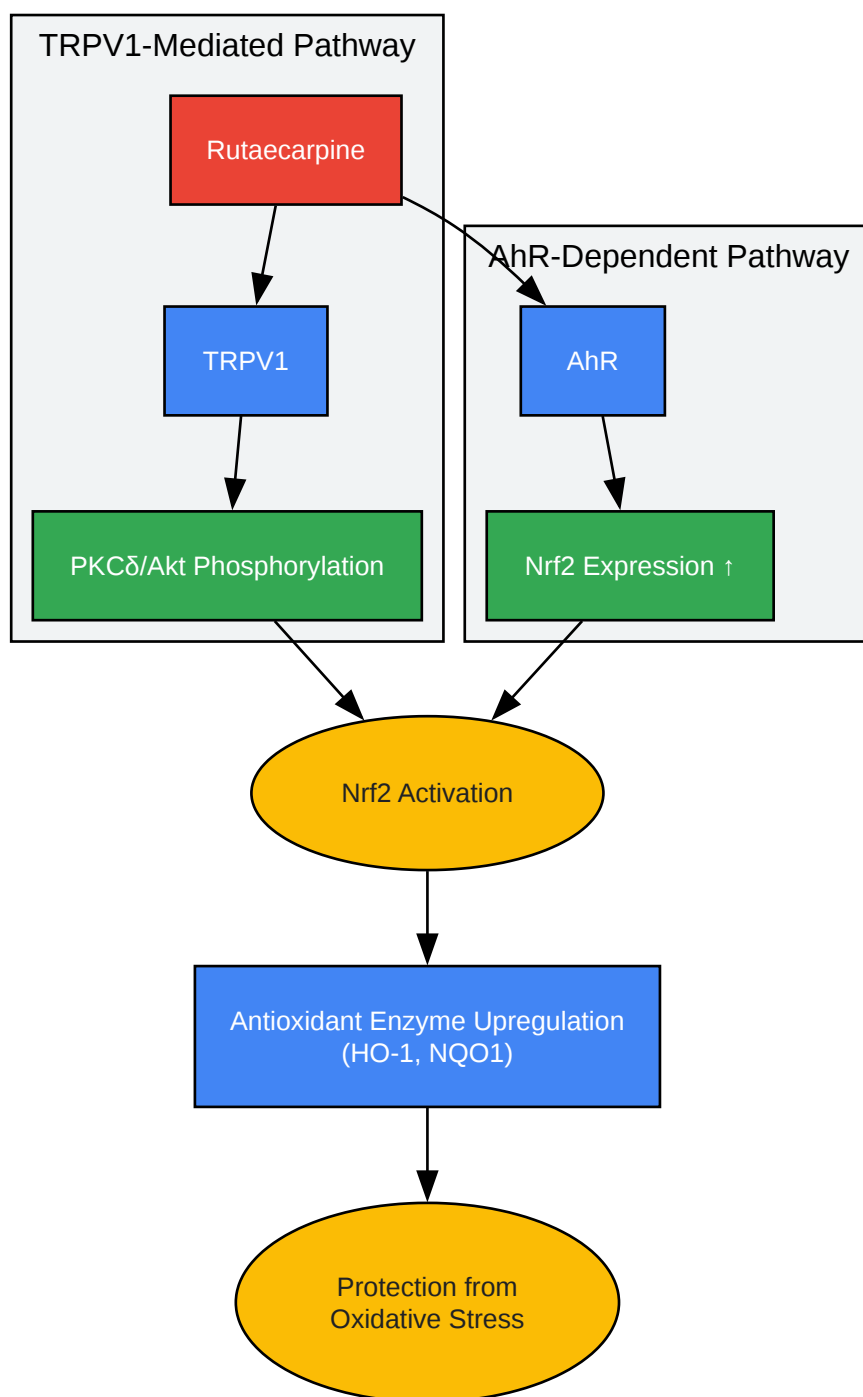 TRPV1-Mediated Pathway
Rutaecarpine
AhR-Dependent Pathway
TRPV1
AhR
PKCδ/Akt Phosphorylation
Nrf2 Expression ↑
Nrf2 Activation
Antioxidant Enzyme Upregulation
(HO-1, NQO1)
Protection from
Oxidative Stress